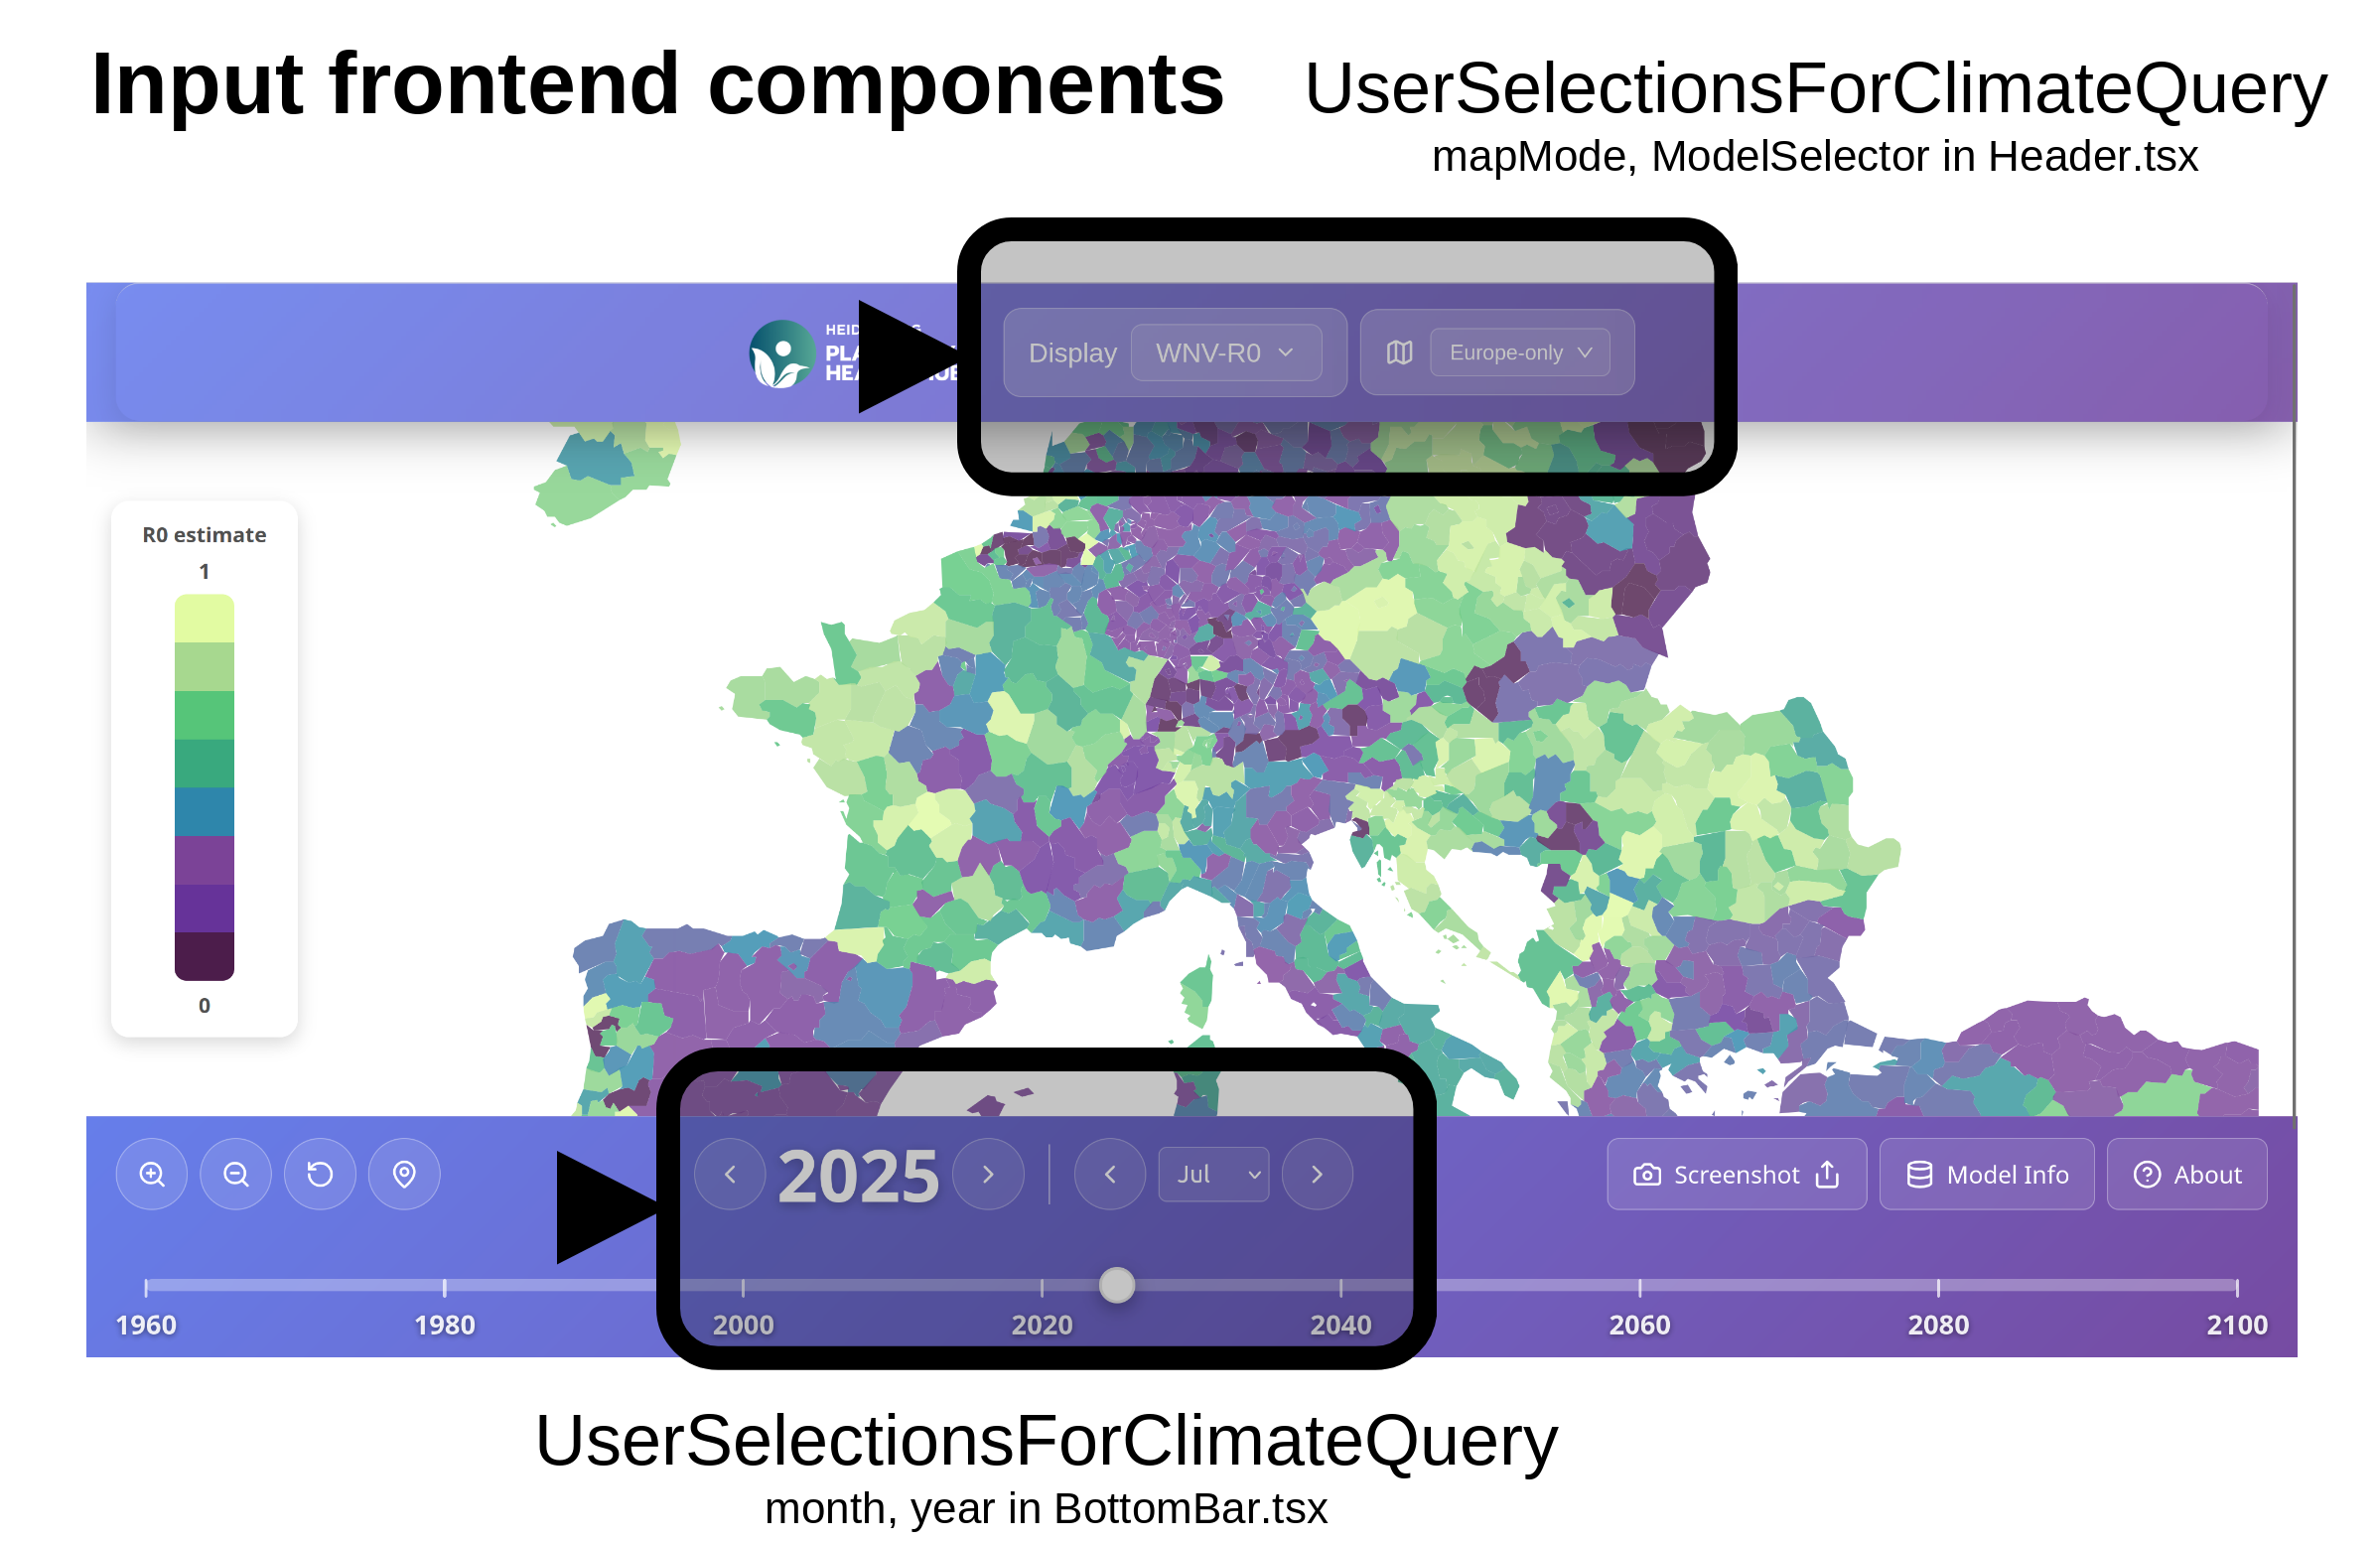 Input frontend components
UserSelectionsForClimateQuery
mapMode, ModelSelector in Header.tsx
Display
WNV-R0
Europe-only
R0 estimate
1
0
2025
Jul
Screenshot
Model Info
About
1960
1980
2000
2020
2040
2060
2080
2100
UserSelectionsForClimateQuery
month, year in BottomBar.tsx